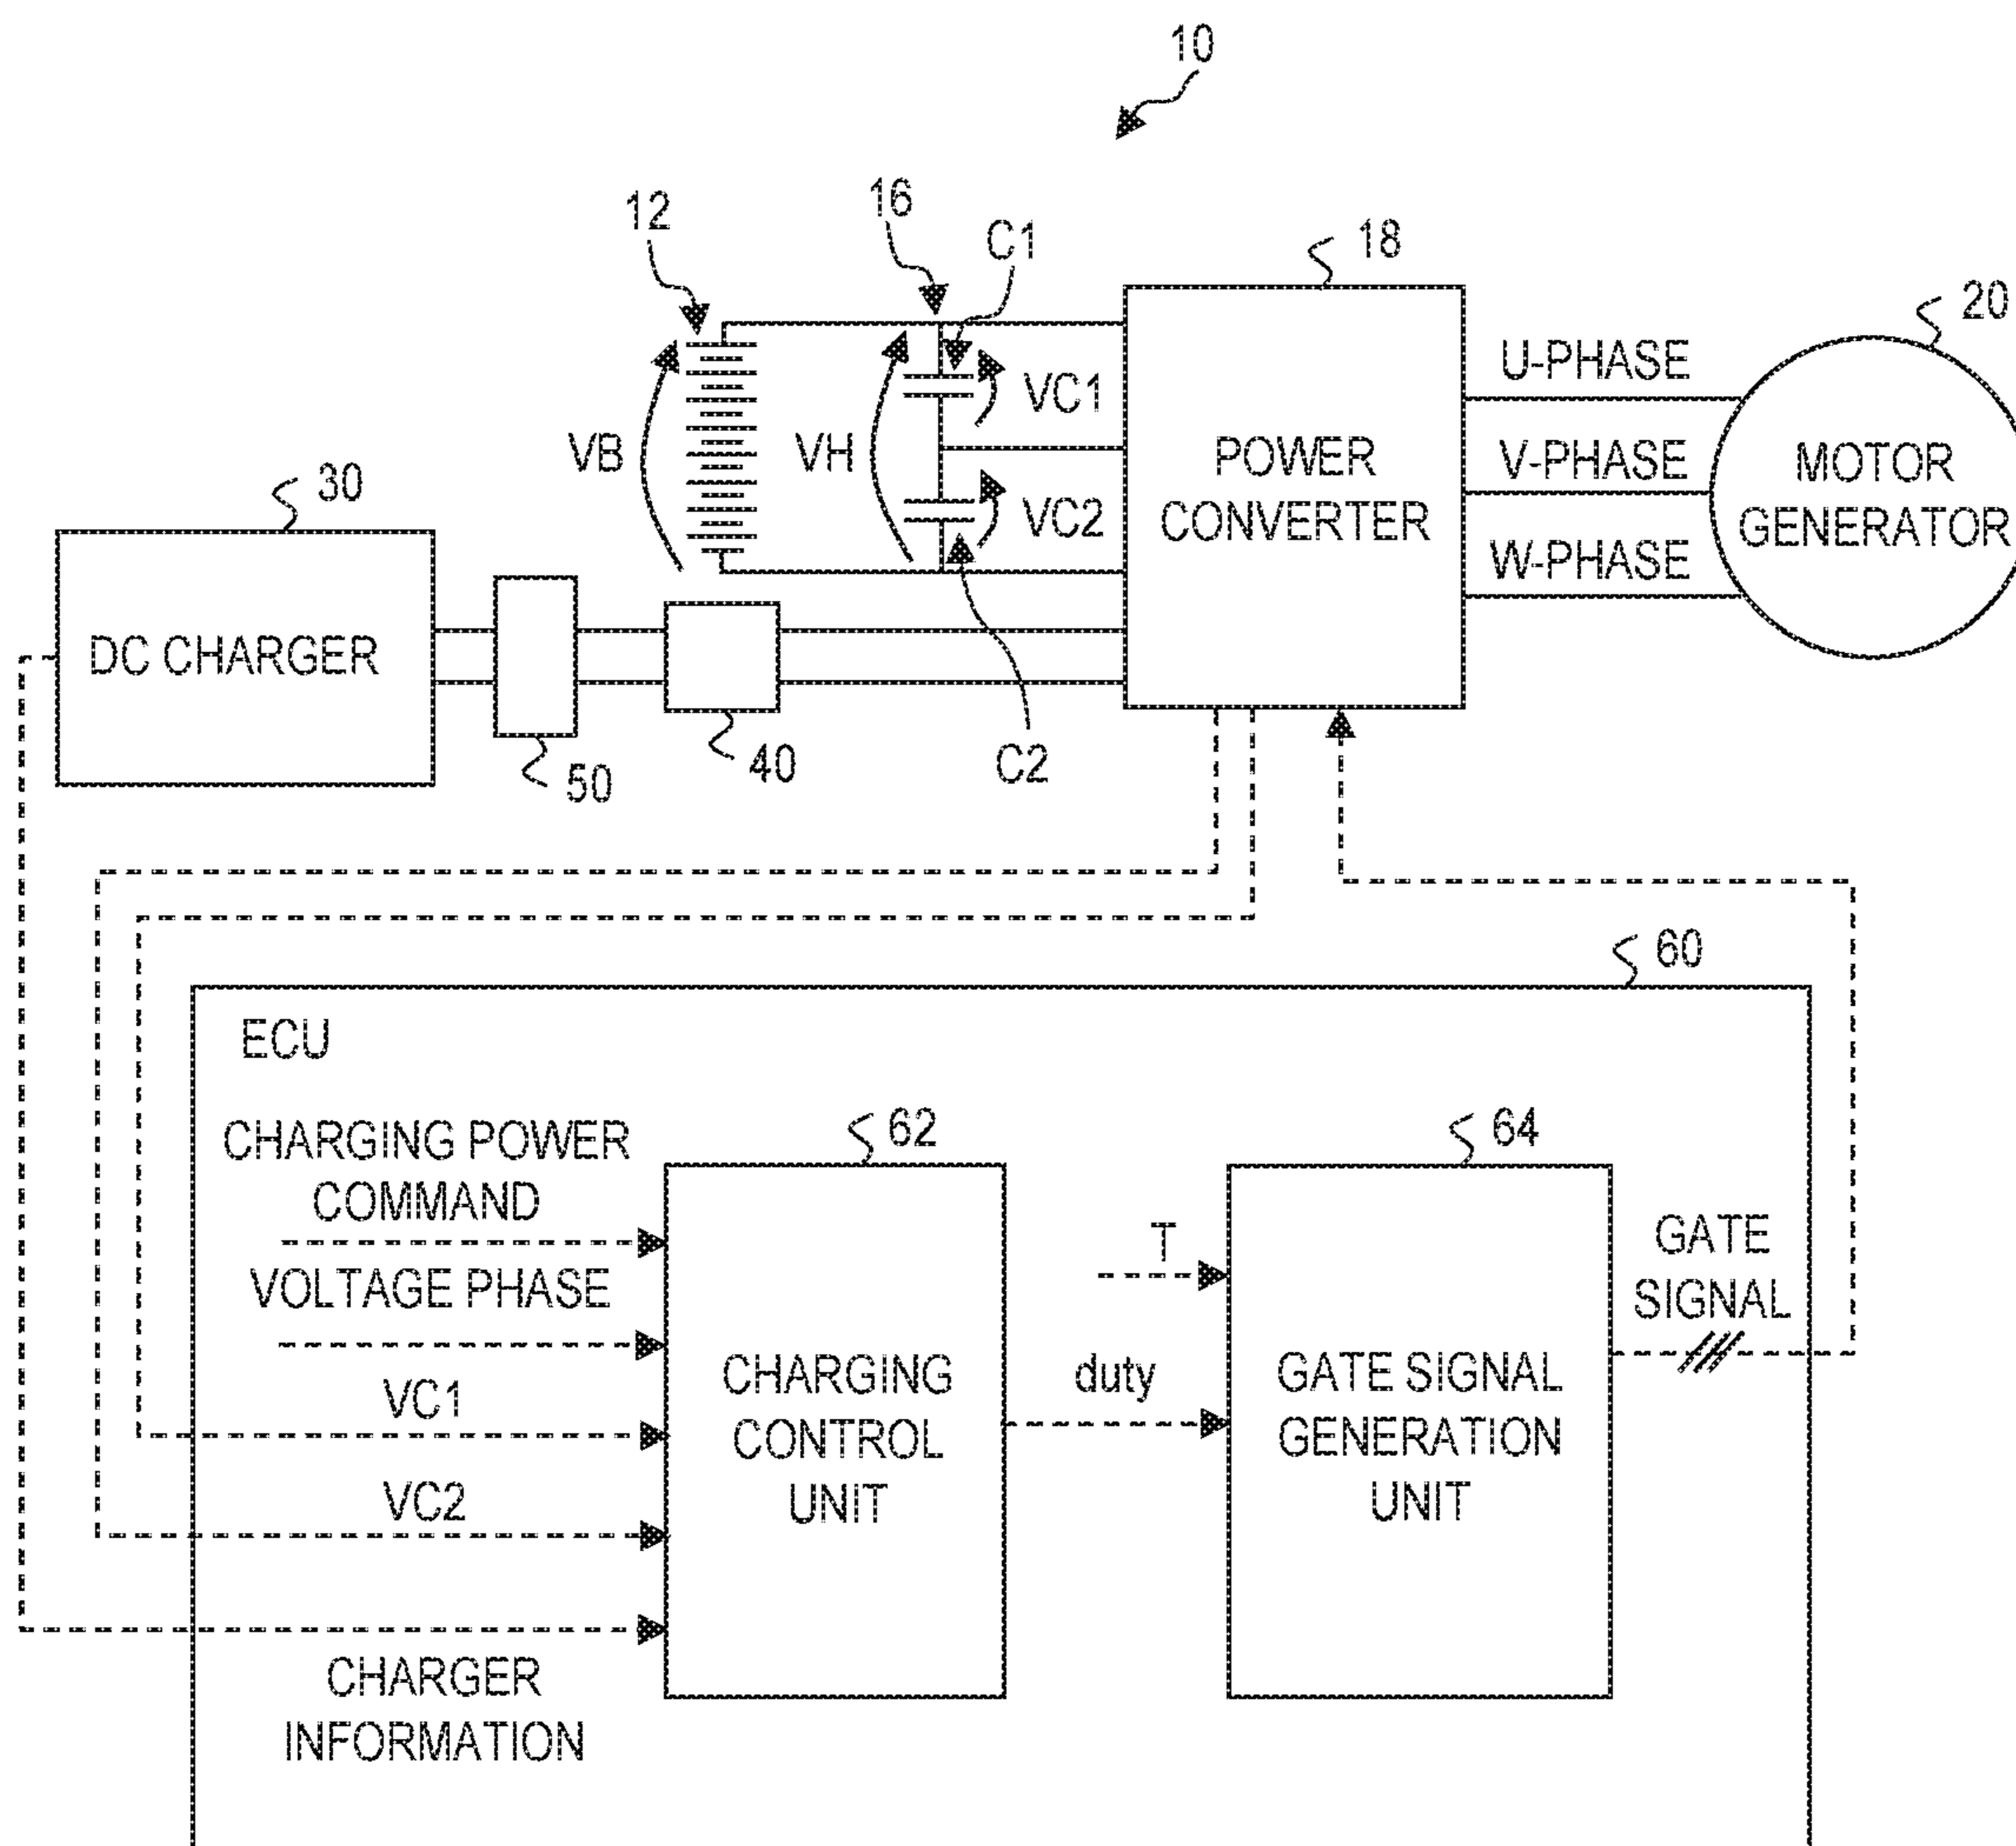 10
12
16
C1
18
20
VB
VH
VC1
VC2
C2
POWER
CONVERTER
U-PHASE
V-PHASE
W-PHASE
MOTOR
GENERATOR
30
DC CHARGER
50
40
60
ECU
CHARGING POWER
COMMAND
VOLTAGE PHASE
VC1
VC2
CHARGER
INFORMATION
62
CHARGING
CONTROL
UNIT
T
duty
64
GATE SIGNAL
GENERATION
UNIT
GATE
SIGNAL